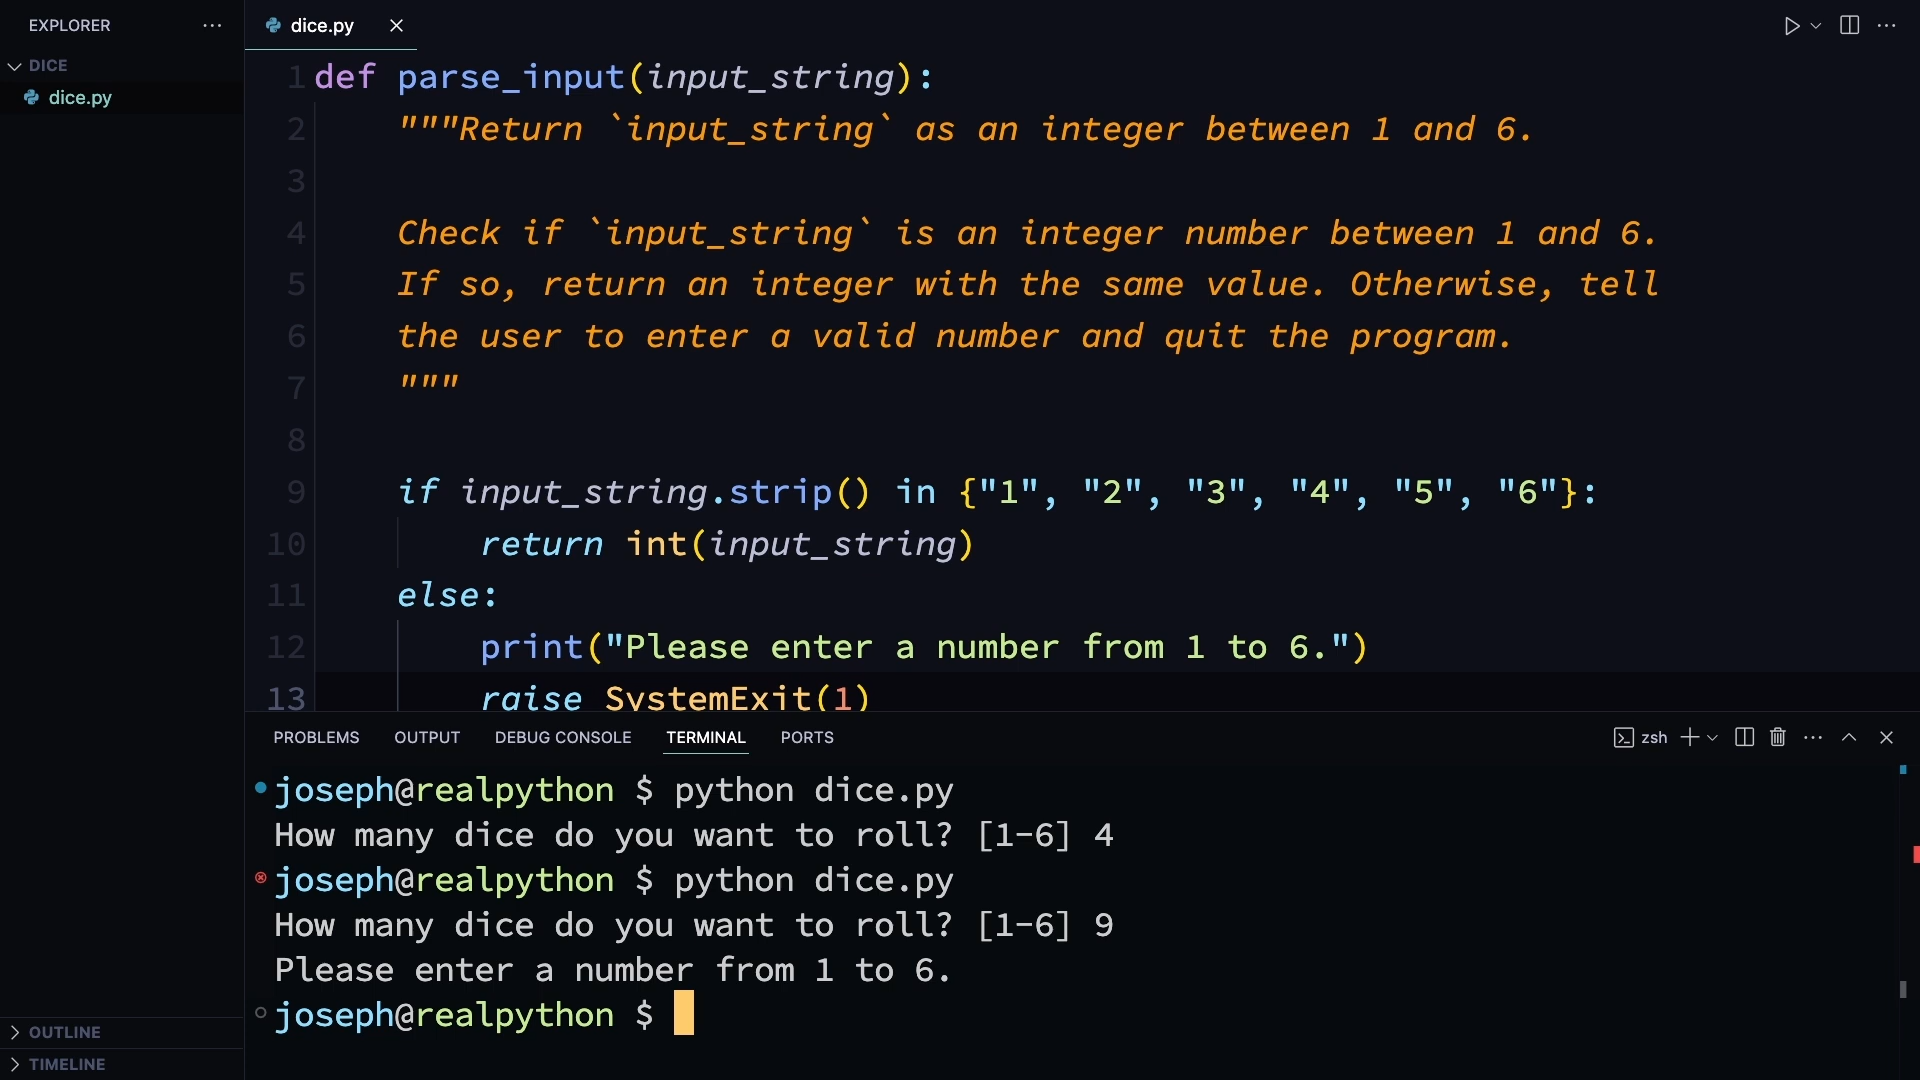 EXPLORER
DICE
dice.py
OUTLINE
TIMELINE
dice.py
1 def parse_input(input_string):
2     """Return `input_string` as an integer between 1 and 6.
3
4     Check if `input_string` is an integer number between 1 and 6.
5     If so, return an integer with the same value. Otherwise, tell
6     the user to enter a valid number and quit the program.
7     """
8
9     if input_string.strip() in {"1", "2", "3", "4", "5", "6"}:
10         return int(input_string)
11     else:
12         print("Please enter a number from 1 to 6.")
13         raise SystemExit(1)
PROBLEMS OUTPUT DEBUG CONSOLE TERMINAL PORTS zsh
joseph@realpython $ python dice.py
How many dice do you want to roll? [1-6] 4
joseph@realpython $ python dice.py
How many dice do you want to roll? [1-6] 9
Please enter a number from 1 to 6.
joseph@realpython $